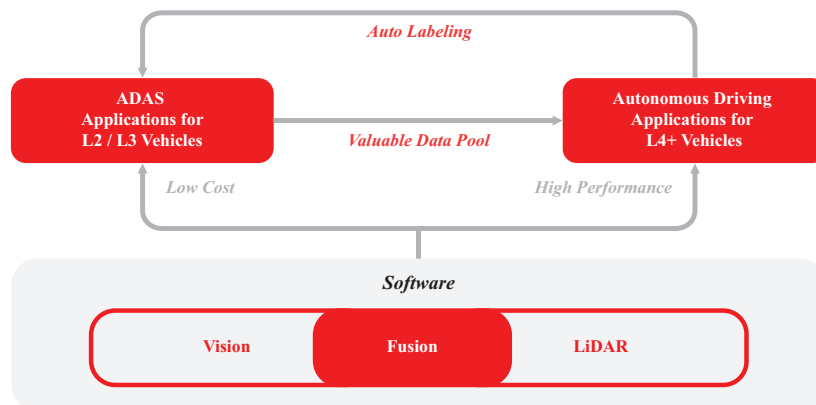 Auto Labeling
ADAS
Applications for
L2 / L3 Vehicles
Autonomous Driving
Applications for
L4+ Vehicles
Valuable Data Pool
Low Cost
High Performance
Software
Vision
Fusion
LiDAR